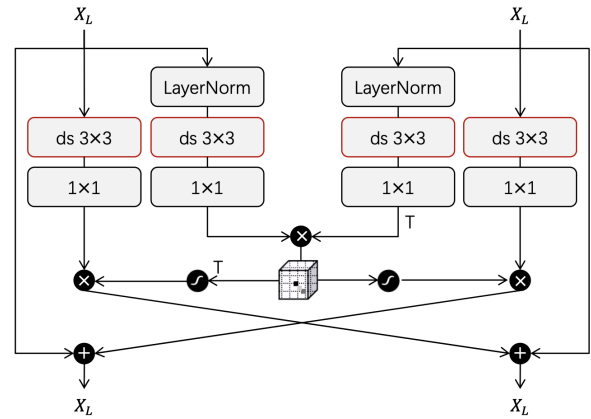 X_L X_L
LayerNorm LayerNorm
ds 3×3 ds 3×3 ds 3×3 ds 3×3
1×1 1×1 1×1 1×1
T
T
X_L X_L